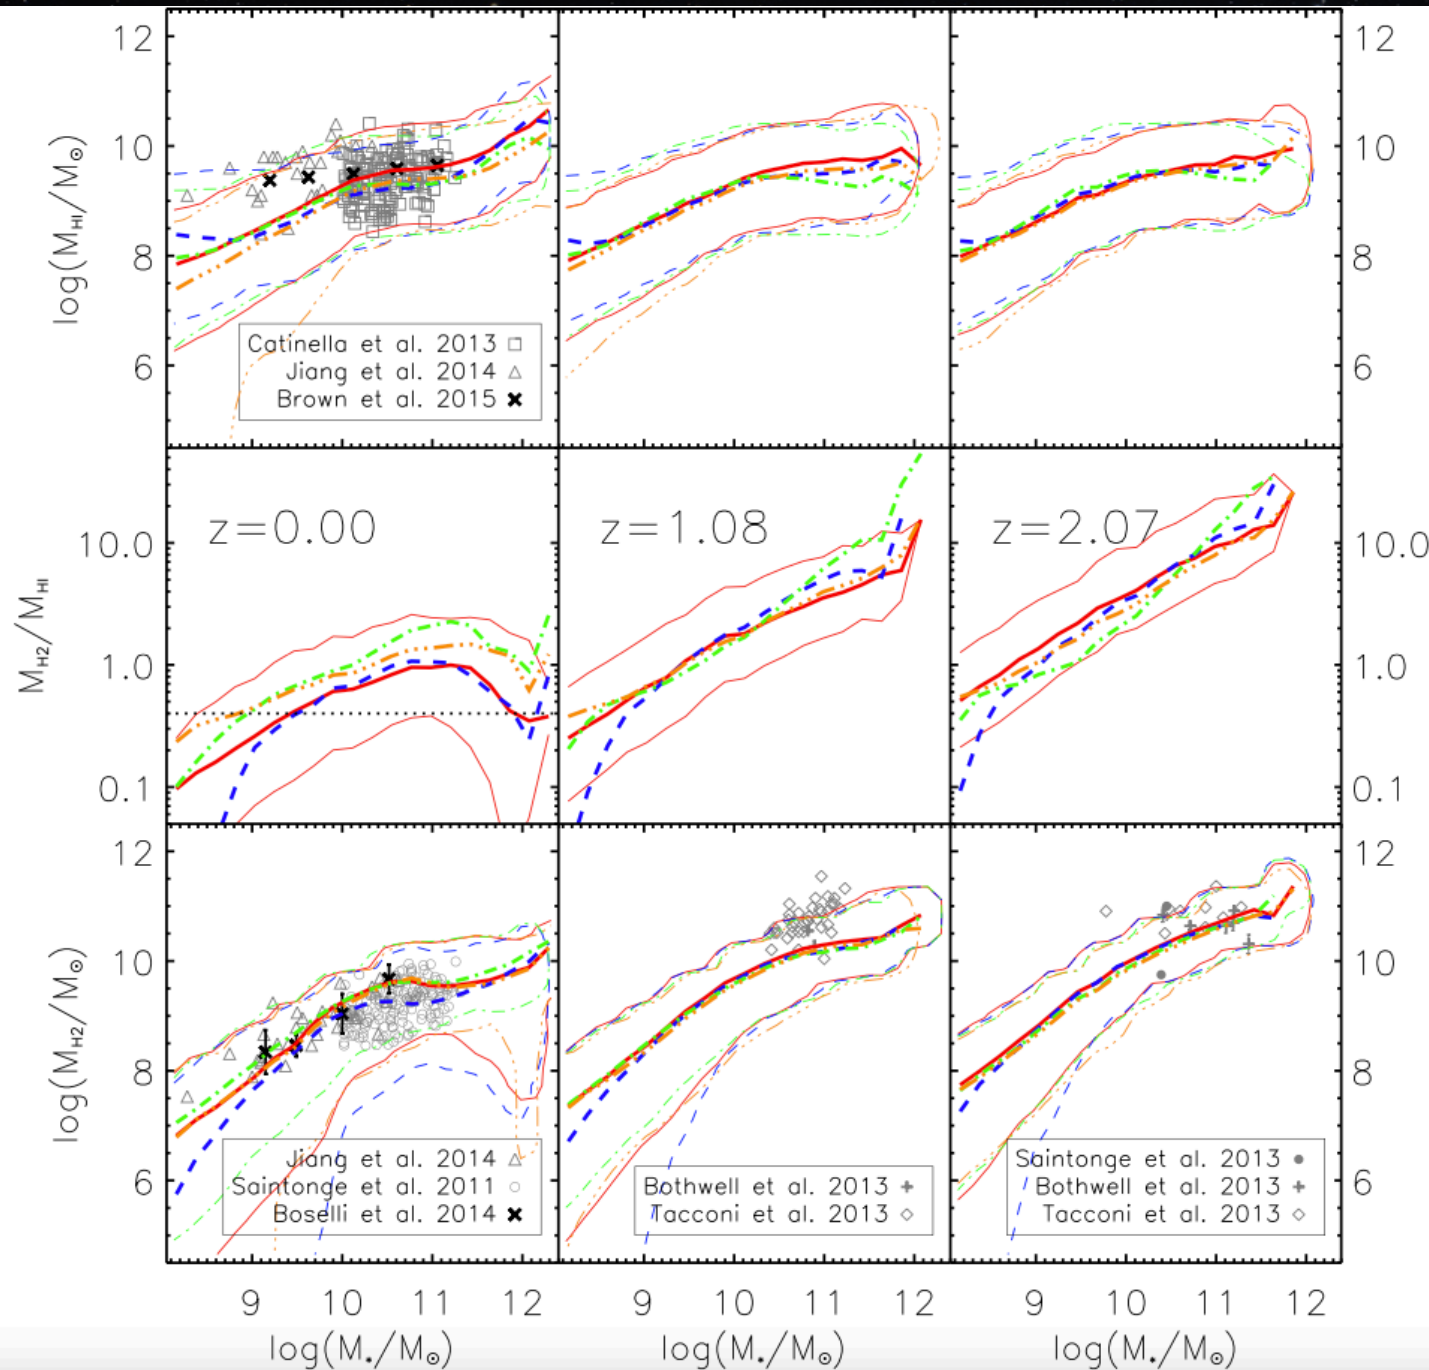 12
10
8
6
log(M_HI/M_⊙)
Catinella et al. 2013
Jiang et al. 2014
Brown et al. 2015
12
10
8
6
10.0
1.0
0.1
M_H2/M_HI
z=0.00
z=1.08
z=2.07
10.0
1.0
0.1
12
10
8
6
log(M_H2/M_⊙)
Jiang et al. 2014
Saintonge et al. 2011
Boselli et al. 2014
Bothwell et al. 2013
Tacconi et al. 2013
Saintonge et al. 2013
Bothwell et al. 2013
Tacconi et al. 2013
12
10
8
6
9 10 11 12
9 10 11 12
9 10 11 12
log(M_*/M_⊙)
log(M_*/M_⊙)
log(M_*/M_⊙)